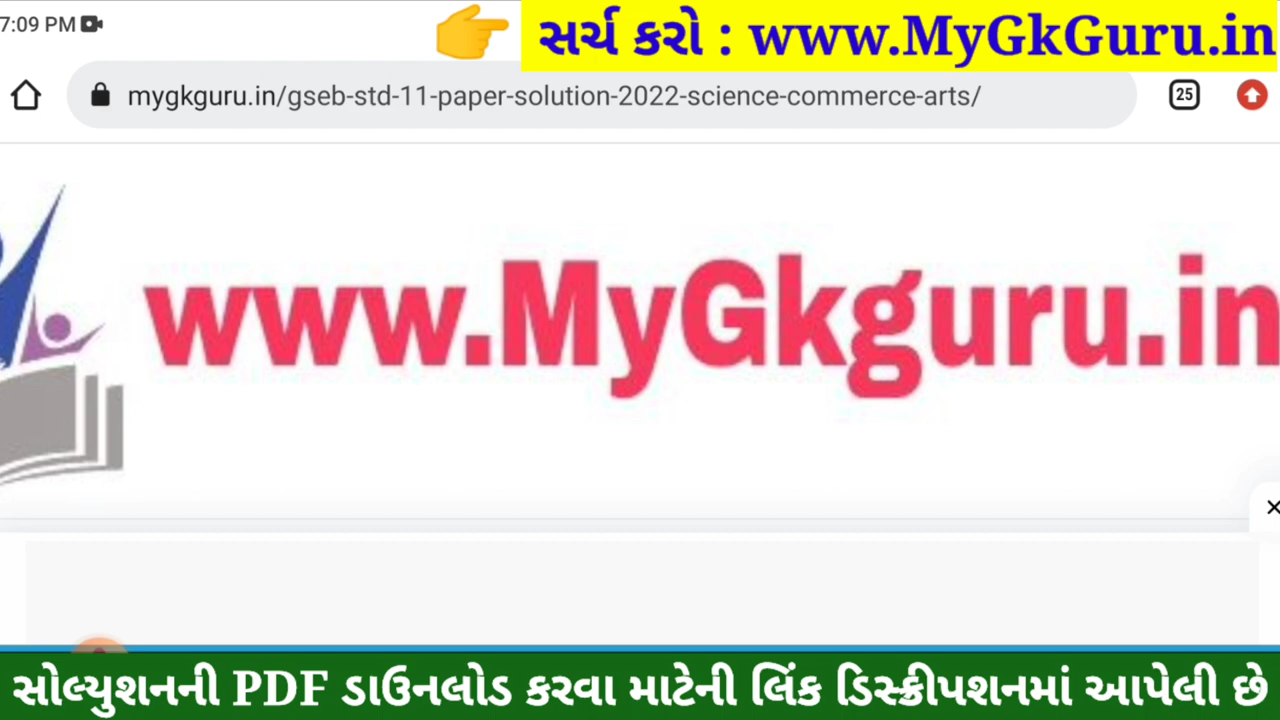 7:09 PM
સર્ચ કરો : www.MyGkGuru.in
mygkguru.in/gseb-std-11-paper-solution-2022-science-commerce-arts/
25
www.MyGkguru.in
સોલ્યુશનની PDF ડાઉનલોડ કરવા માટેની લિંક ડિસ્ક્રીપશનમાં આપેલી છે